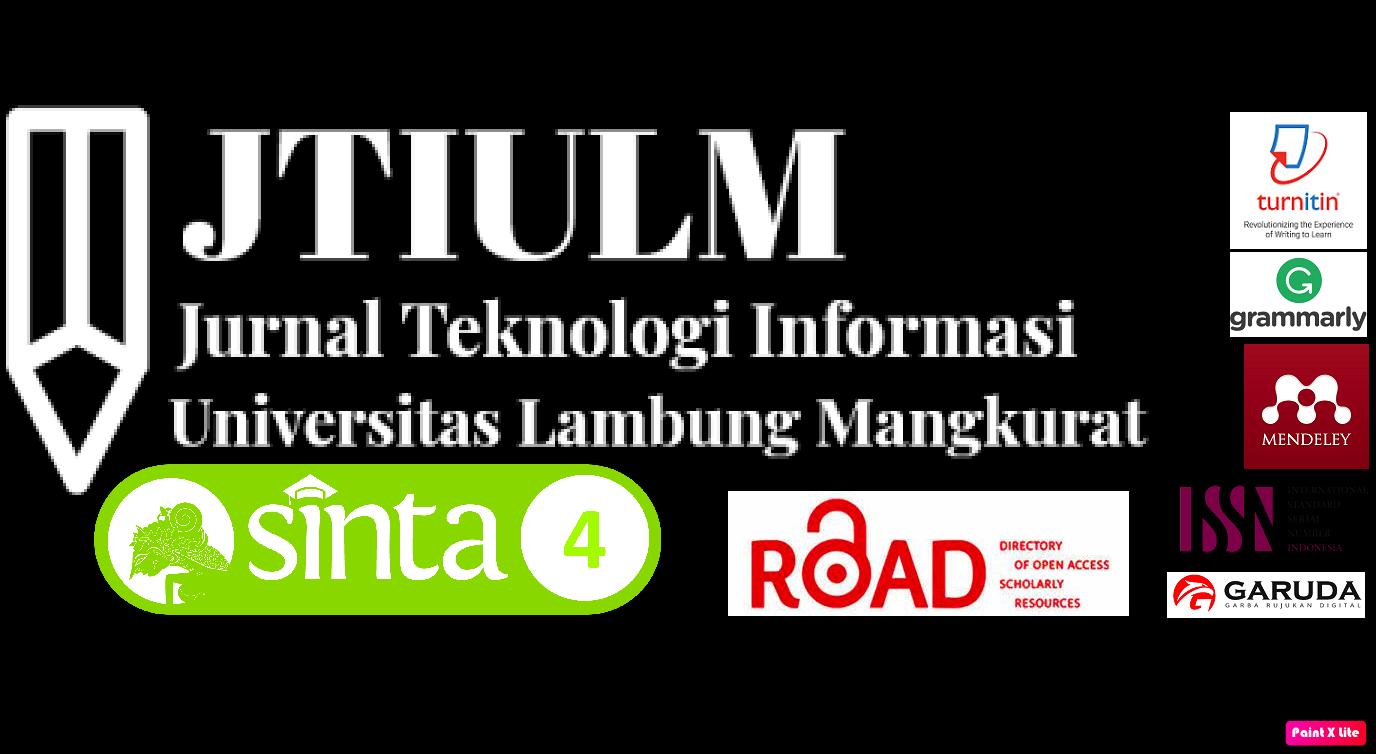 JTIULM
Jurnal Teknologi Informasi
Universitas Lambung Mangkurat
sinta 4
ROAD
DIRECTORY
OF OPEN ACCESS
SCHOLARLY
RESOURCES
turnitin
Revolutionizing the Experience
of Writing to Learn
G
grammarly
MENDELEY
ISSN
INTERNATIONAL
STANDARD
SERIAL
NUMBER
INDONESIA
GARUDA
GARBA RUJUKAN DIGITAL
Paint X Lite